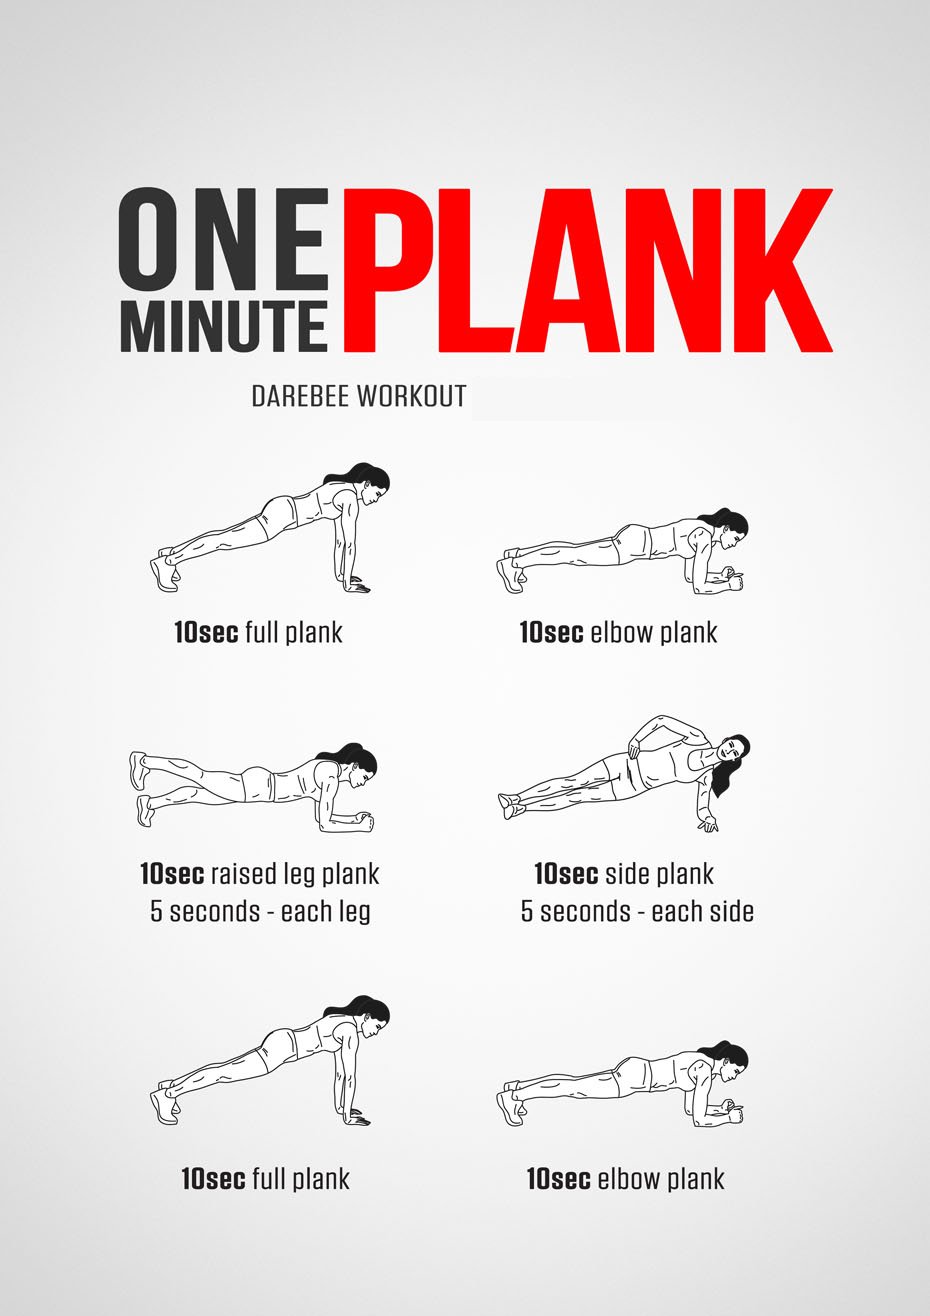 ONE
MINUTE
PLANK
DAREBEE WORKOUT
10sec full plank
10sec elbow plank
10sec raised leg plank
5 seconds - each leg
10sec side plank
5 seconds - each side
10sec full plank
10sec elbow plank